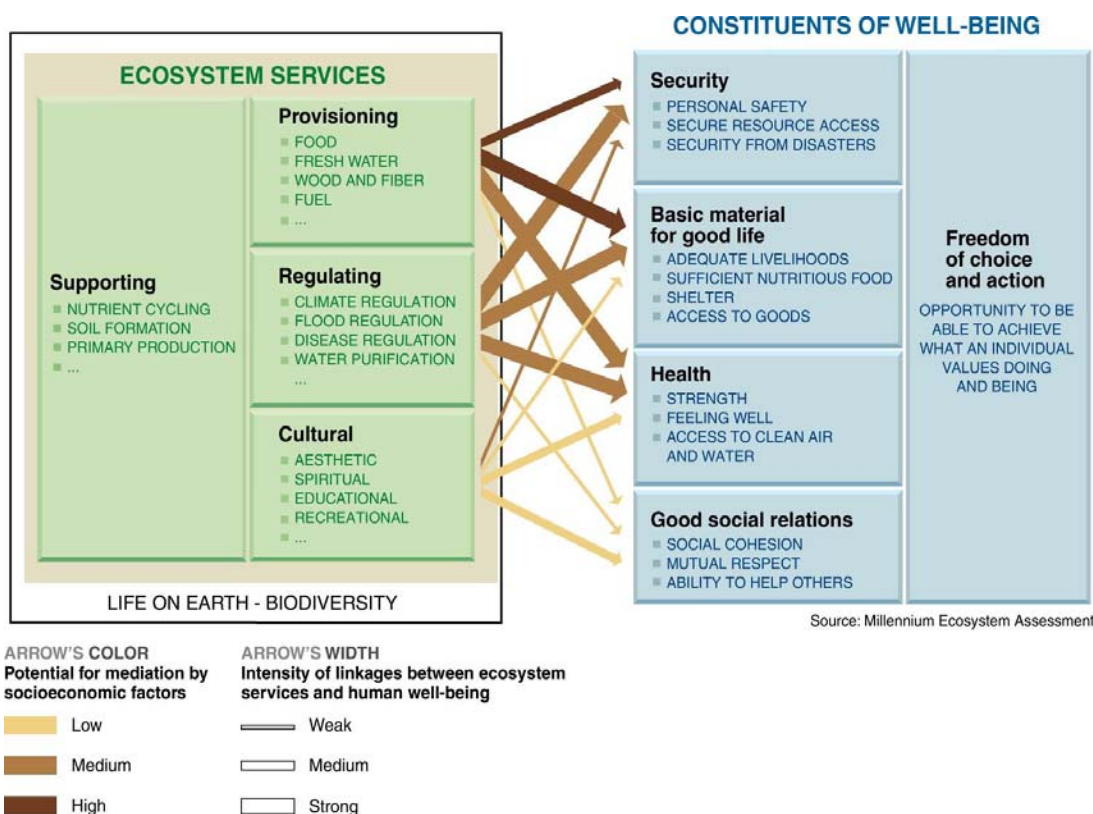 CONSTITUENTS OF WELL-BEING
ECOSYSTEM SERVICES
Supporting
NUTRIENT CYCLING
SOIL FORMATION
PRIMARY PRODUCTION
...
Provisioning
FOOD
FRESH WATER
WOOD AND FIBER
FUEL
...
Regulating
CLIMATE REGULATION
FLOOD REGULATION
DISEASE REGULATION
WATER PURIFICATION
...
Cultural
AESTHETIC
SPIRITUAL
EDUCATIONAL
RECREATIONAL
...
LIFE ON EARTH - BIODIVERSITY
Security
PERSONAL SAFETY
SECURE RESOURCE ACCESS
SECURITY FROM DISASTERS
Basic material
for good life
ADEQUATE LIVELIHOODS
SUFFICIENT NUTRITIOUS FOOD
SHELTER
ACCESS TO GOODS
Health
STRENGTH
FEELING WELL
ACCESS TO CLEAN AIR
AND WATER
Good social relations
SOCIAL COHESION
MUTUAL RESPECT
ABILITY TO HELP OTHERS
Freedom
of choice
and action
OPPORTUNITY TO BE
ABLE TO ACHIEVE
WHAT AN INDIVIDUAL
VALUES DOING
AND BEING
Source: Millennium Ecosystem Assessment
ARROW'S COLOR
Potential for mediation by
socioeconomic factors
Low
Medium
High
ARROW'S WIDTH
Intensity of linkages between ecosystem
services and human well-being
Weak
Medium
Strong